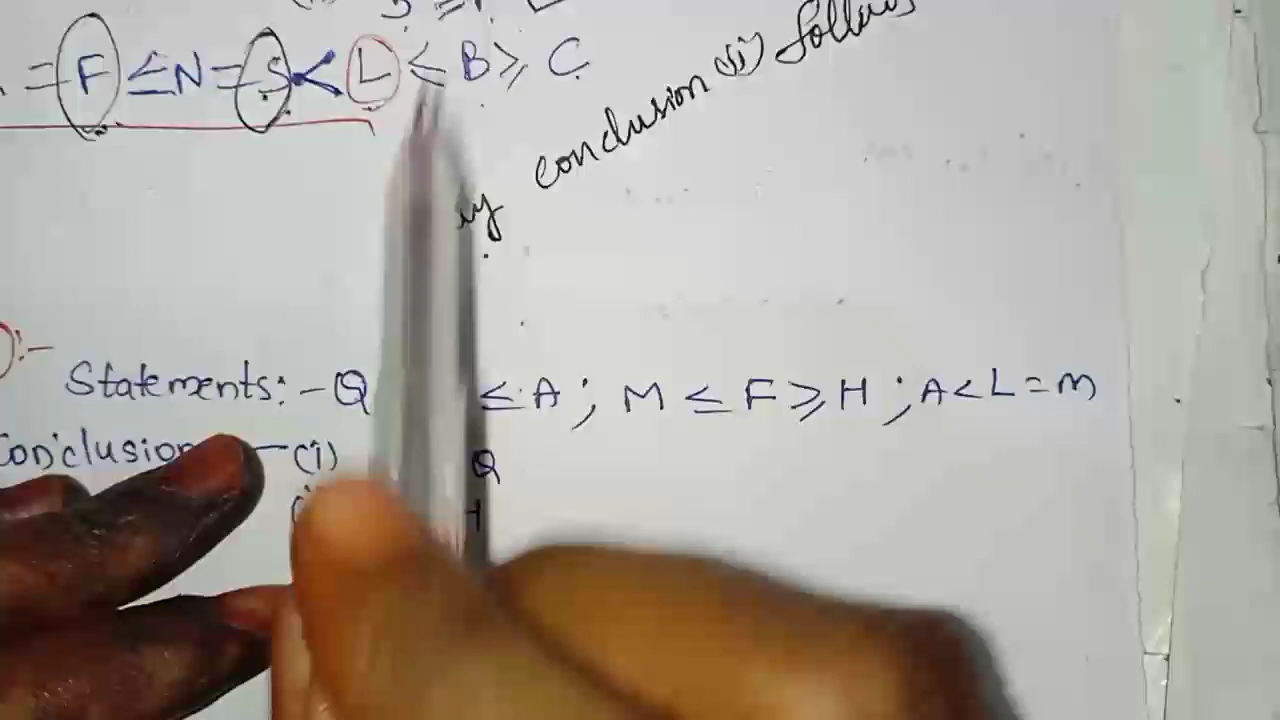 = F ≤ N = S < L ≤ B ≥ C
conclusion (ii) follows
Statements: - Q ≤ A ; M ≤ F ≥ H ; A < L = M
Conclusion - (i) Q